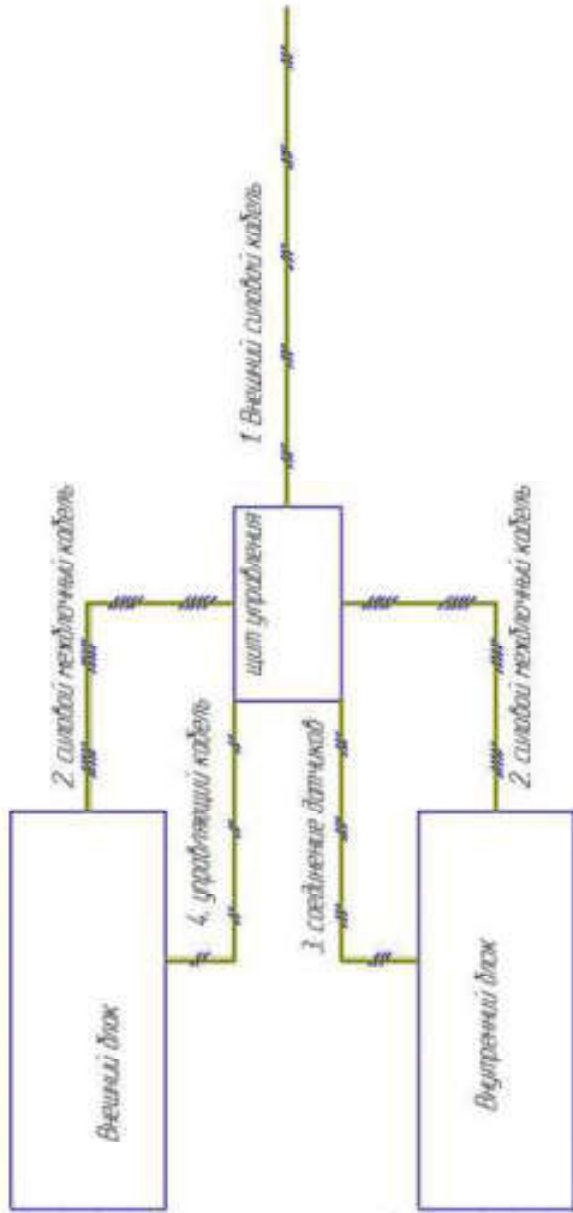 1. Внешний силовой кабель
2. силовой межблочный кабель
щит управления
4. управляющий кабель
Внешний блок
3. соединение датчиков
2. силовой межблочный кабель
Внутренний блок